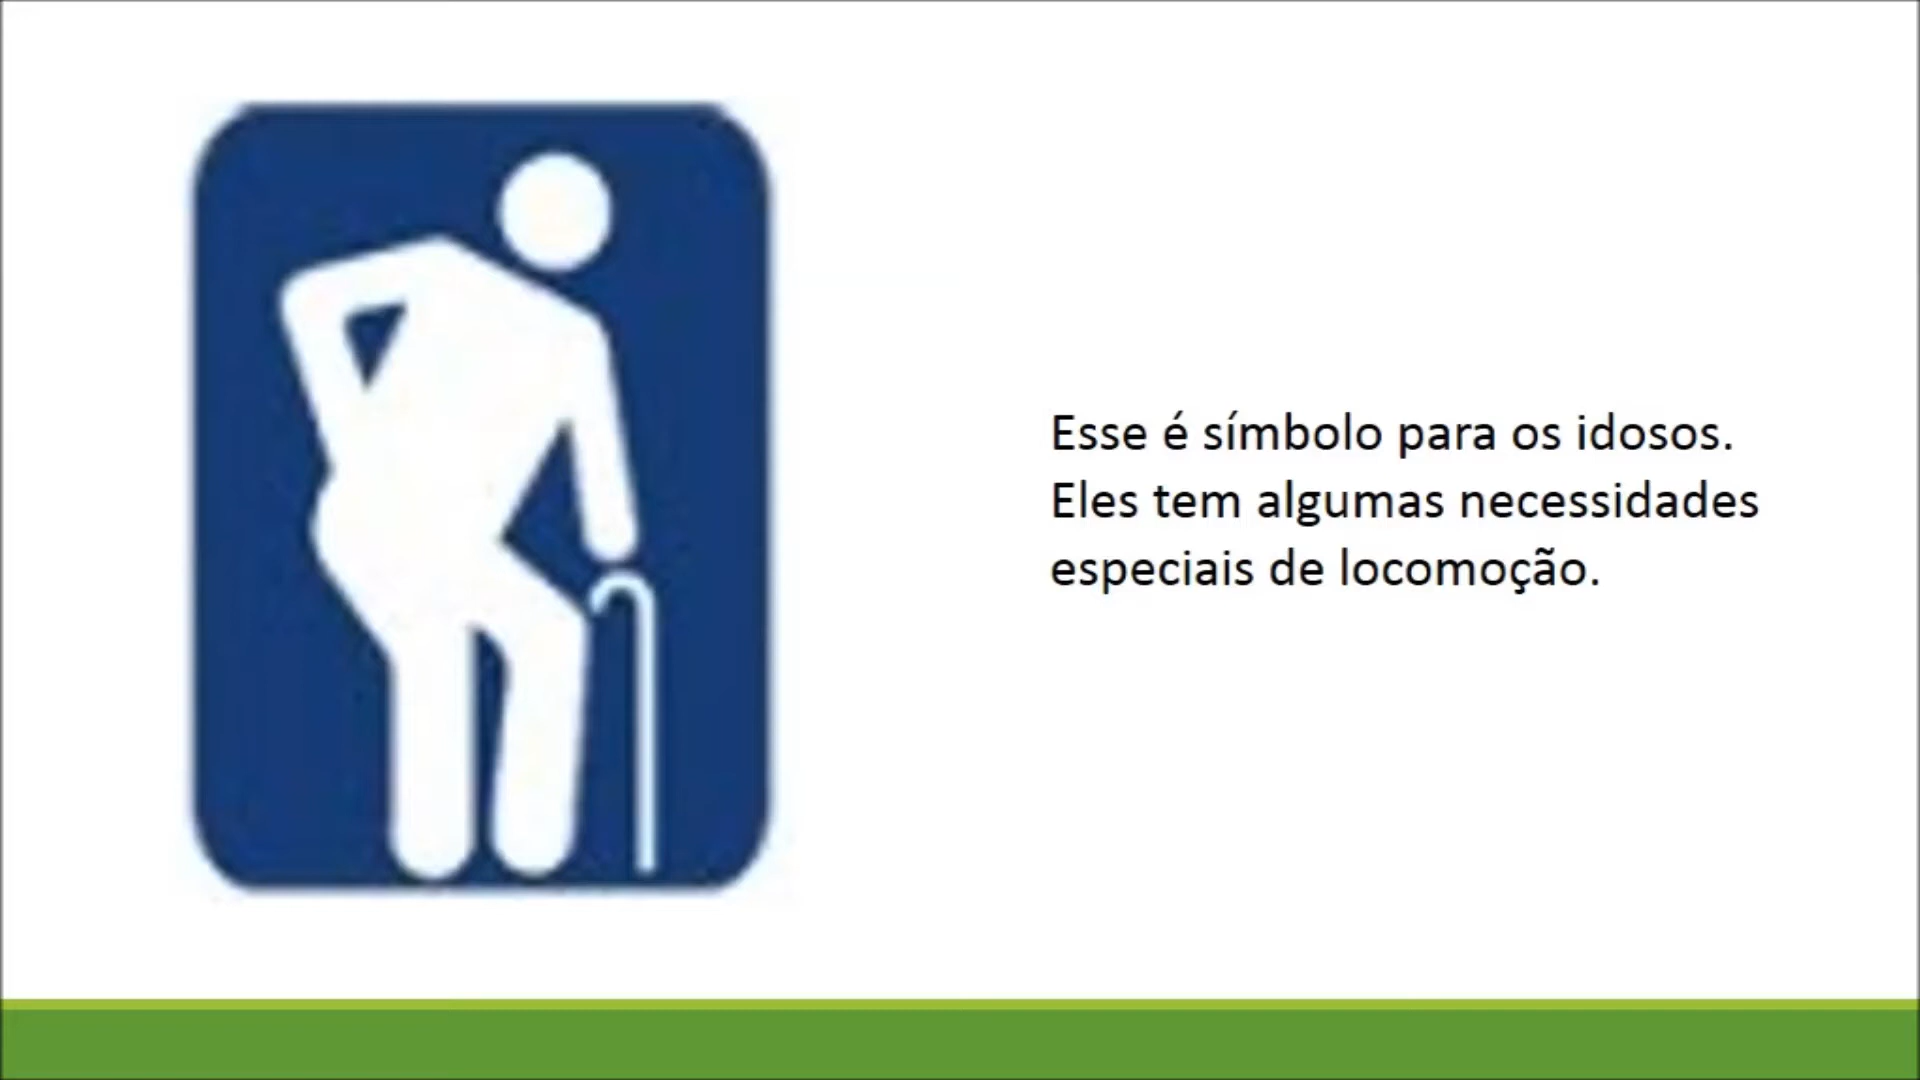 Esse é símbolo para os idosos.
Eles tem algumas necessidades
especiais de locomoção.